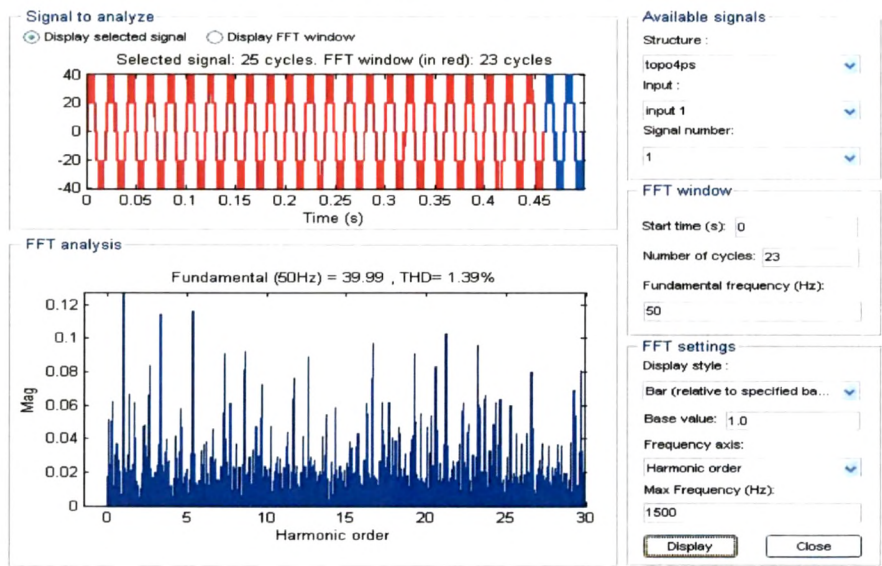 Signal to analyze
Display selected signal Display FFT window
Selected signal: 25 cycles. FFT window (in red): 23 cycles
40
20
0
-20
-40
0 0.05 0.1 0.15 0.2 0.25 0.3 0.35 0.4 0.45
Time (s)
FFT analysis
Fundamental (50Hz) = 39.99 , THD= 1.39%
0.12
0.1
0.08
0.06
0.04
0.02
0
Mag
0 5 10 15 20 25 30
Harmonic order
Available signals
Structure :
topo4ps
Input :
input 1
Signal number:
1
FFT window
Start time (s): 0
Number of cycles: 23
Fundamental frequency (Hz):
50
FFT settings
Display style :
Bar (relative to specified ba...
Base value: 1.0
Frequency axis:
Harmonic order
Max Frequency (Hz):
1500
Display Close